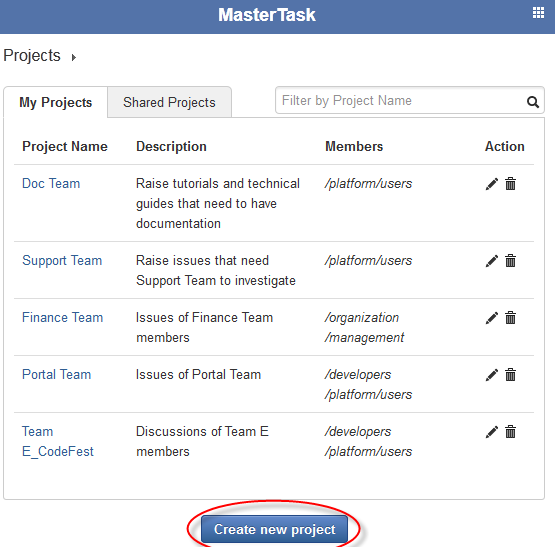 MasterTask
Projects
My Projects Shared Projects Filter by Project Name
Project Name Description Members Action
Doc Team Raise tutorials and technical /platform/users
guides that need to have
documentation
Support Team Raise issues that need /platform/users
Support Team to investigate
Finance Team Issues of Finance Team /organization
members /management
Portal Team Issues of Portal Team /developers
/platform/users
Team Discussions of Team E /developers
E_CodeFest members /platform/users
Create new project